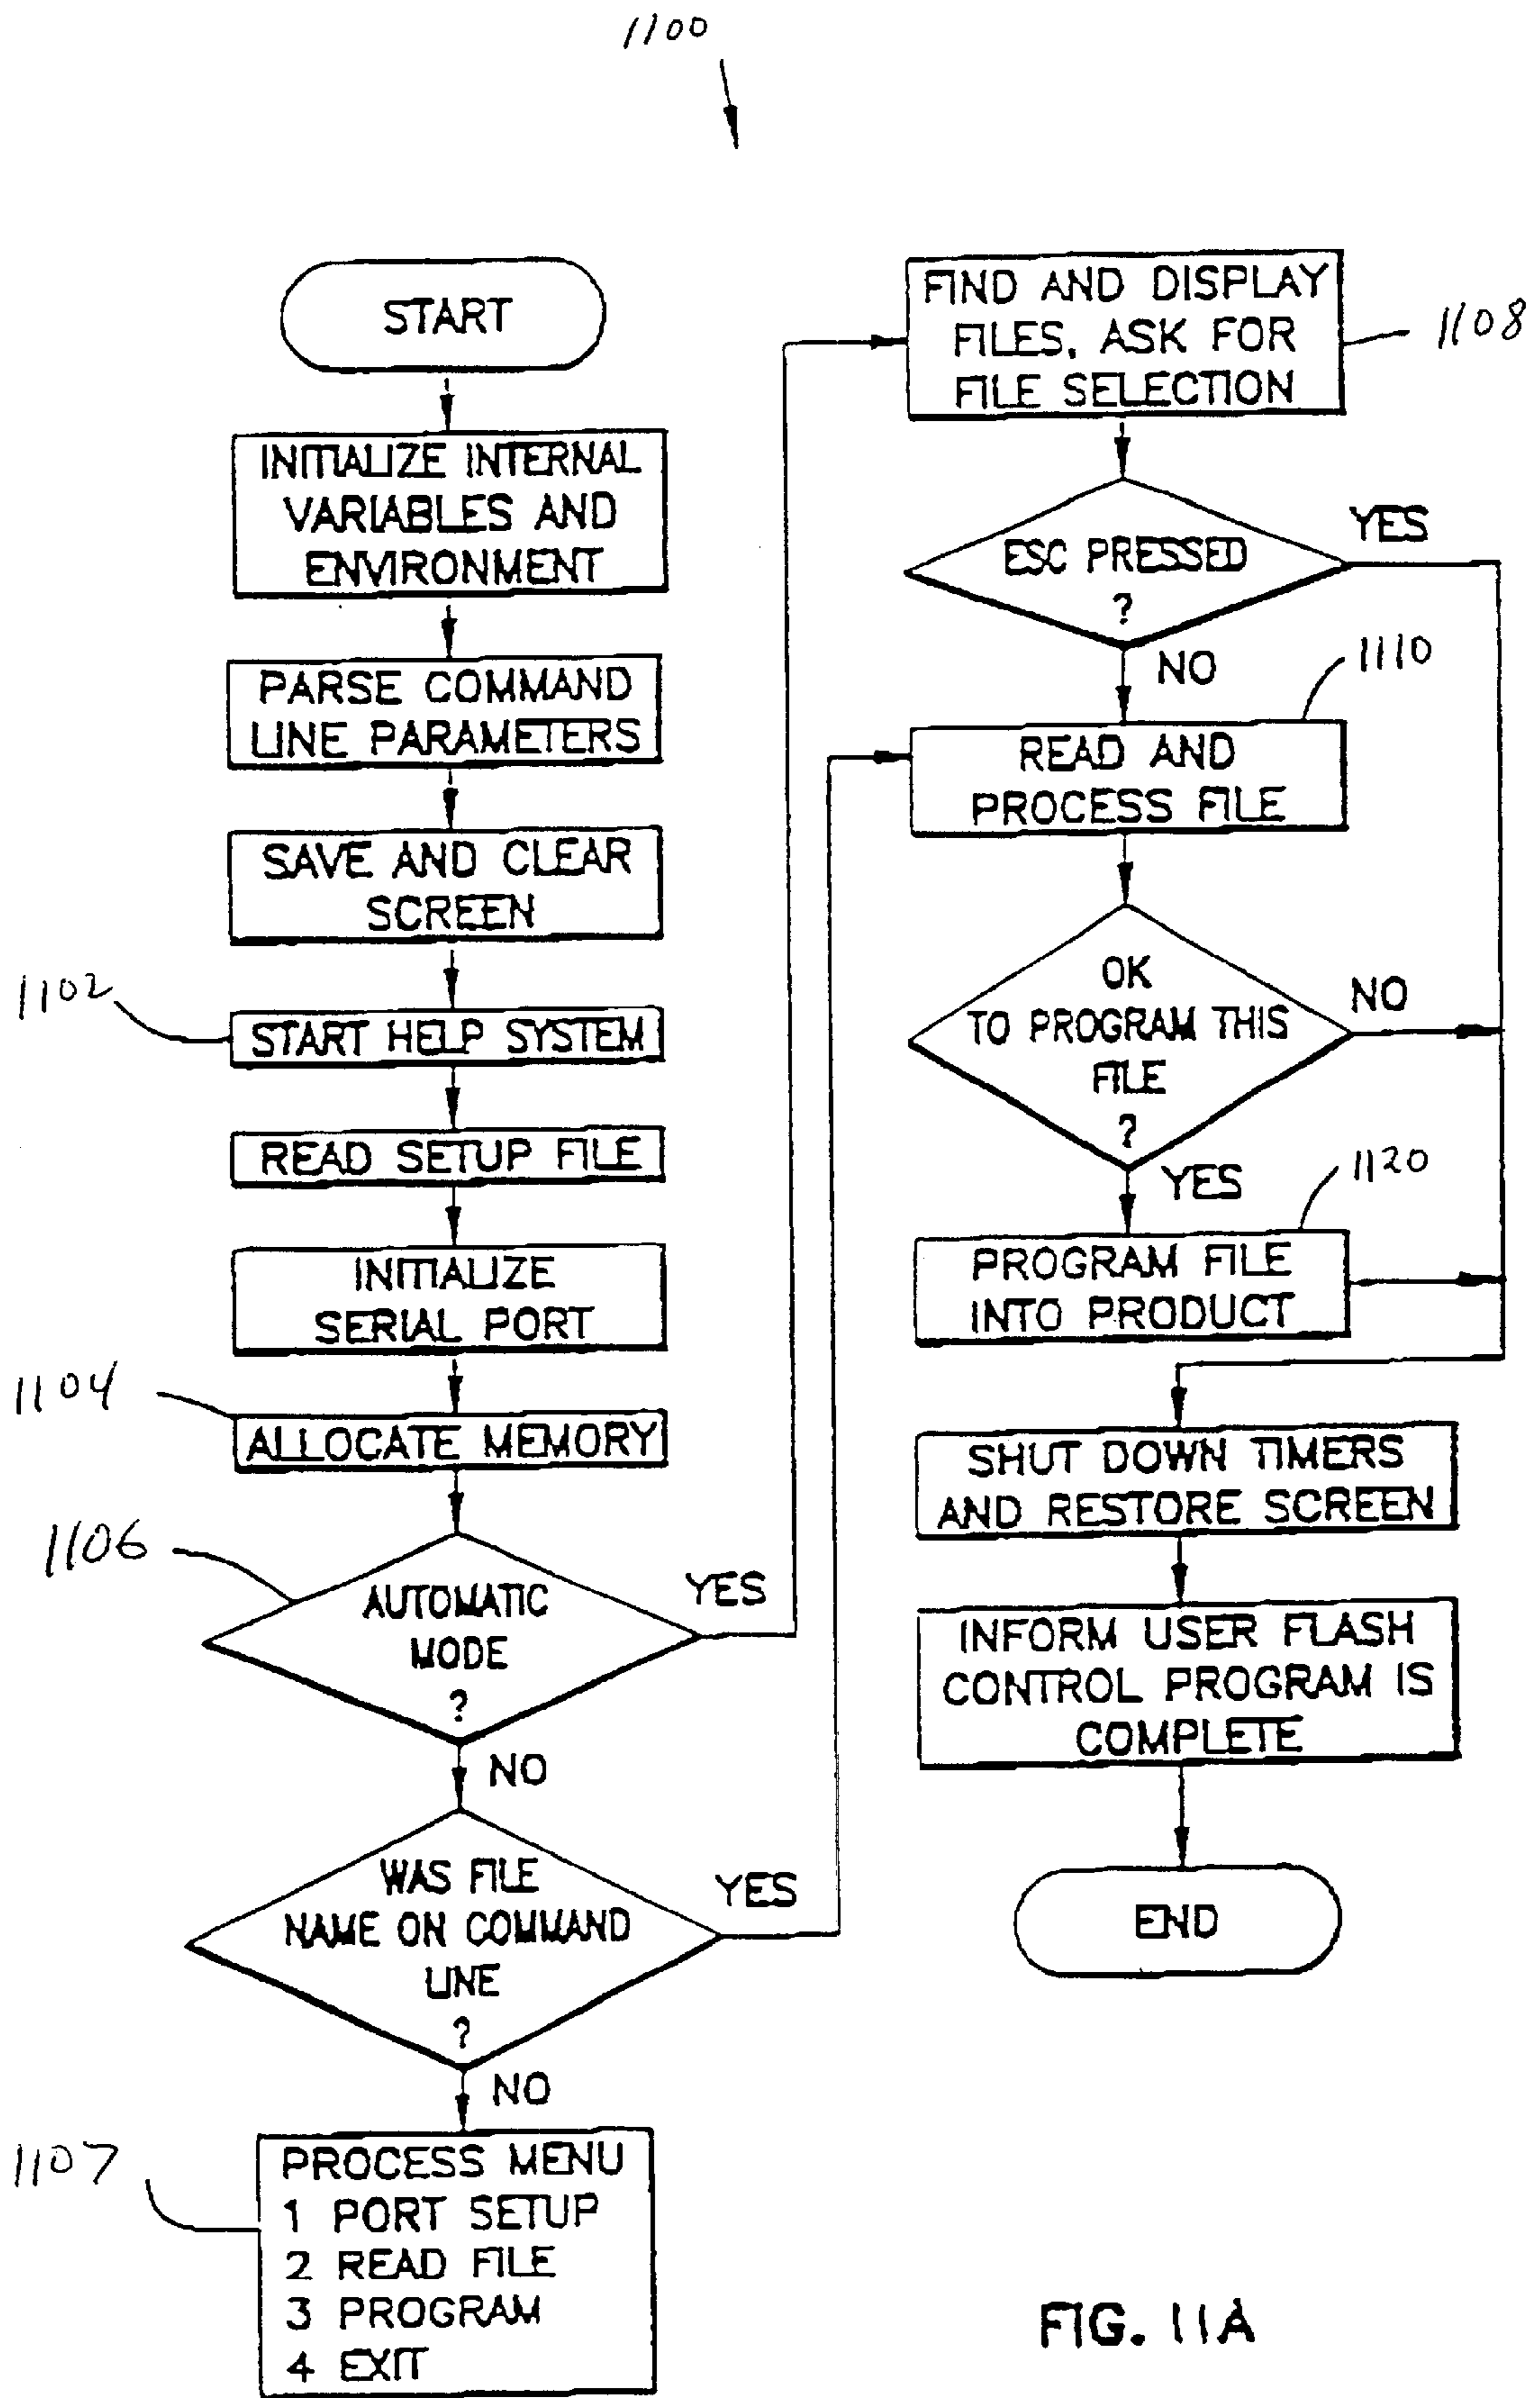 1100
START
INITIALIZE INTERNAL
VARIABLES AND
ENVIRONMENT
PARSE COMMAND
LINE PARAMETERS
SAVE AND CLEAR
SCREEN
1102
START HELP SYSTEM
READ SETUP FILE
INITIALIZE
SERIAL PORT
1104
ALLOCATE MEMORY
1106
AUTOMATIC
MODE
?
YES
NO
WAS FILE
NAME ON COMMAND
LINE
?
YES
NO
1107
PROCESS MENU
1 PORT SETUP
2 READ FILE
3 PROGRAM
4 EXIT
FIND AND DISPLAY
FILES, ASK FOR
FILE SELECTION
1108
ESC PRESSED
?
YES
NO
1110
READ AND
PROCESS FILE
OK
TO PROGRAM THIS
FILE
?
NO
YES
1120
PROGRAM FILE
INTO PRODUCT
SHUT DOWN TIMERS
AND RESTORE SCREEN
INFORM USER FLASH
CONTROL PROGRAM IS
COMPLETE
END
FIG. 11A